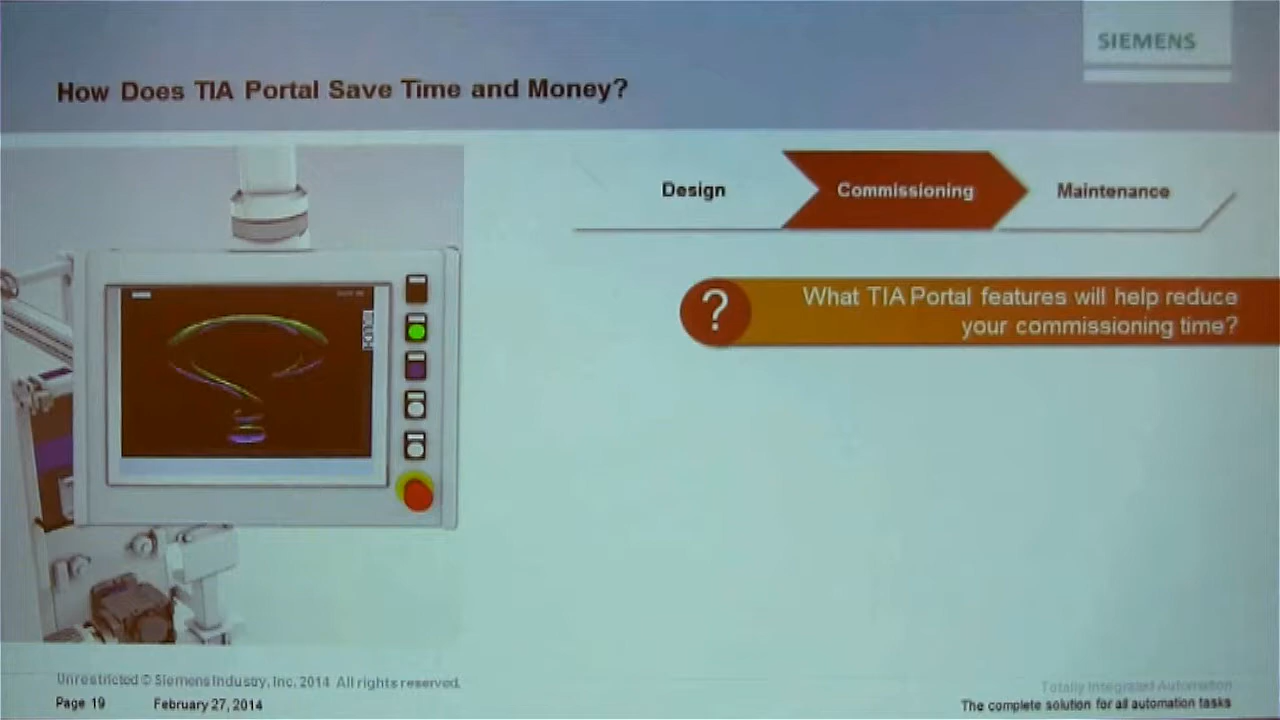 SIEMENS
How Does TIA Portal Save Time and Money?
Design
Commissioning
Maintenance
?
What TIA Portal features will help reduce
your commissioning time?
Unrestricted © Siemens Industry, Inc. 2014 All rights reserved.
Page 19
February 27, 2014
Totally Integrated Automation
The complete solution for all automation tasks